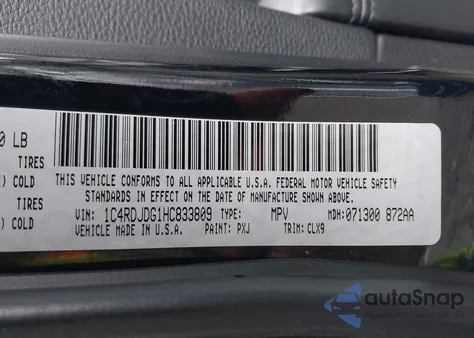 0 LB
TIRES
COLD
TIRES
COLD
THIS VEHICLE CONFORMS TO ALL APPLICABLE U.S.A. FEDERAL MOTOR VEHICLE SAFETY
STANDARDS IN EFFECT ON THE DATE OF MANUFACTURE SHOWN ABOVE.
VIN: 1C4RDJDG1HC833809 TYPE: MPV MDH: 071300 872AA
VEHICLE MADE IN U.S.A. PAINT: PXJ TRIM: CLX9
autoSnap